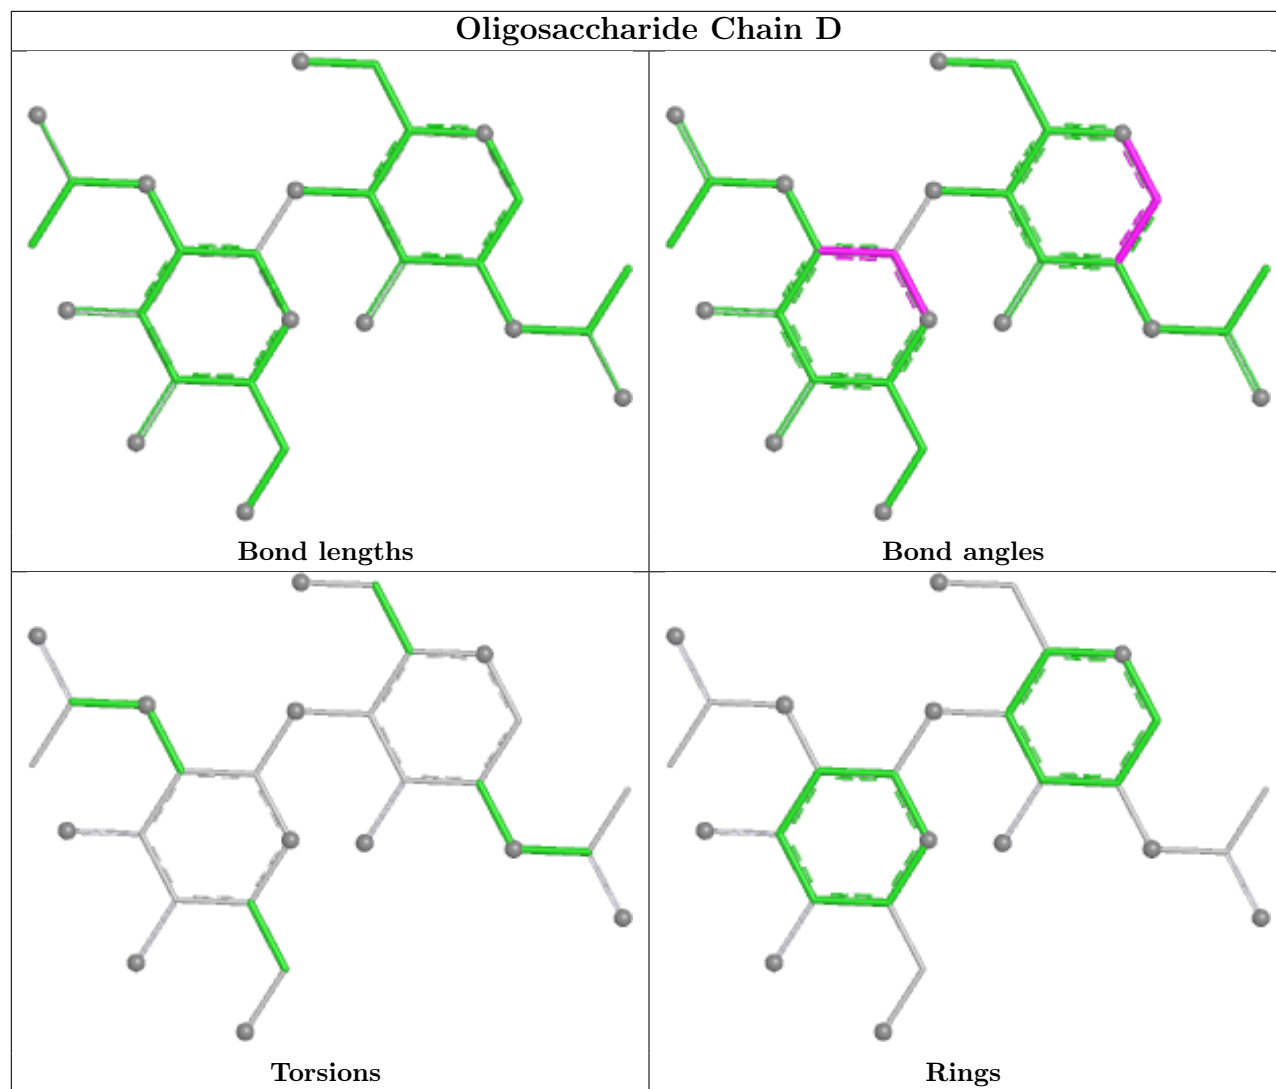 Oligosaccharide Chain D
Bond lengths
Bond angles
Torsions
Rings